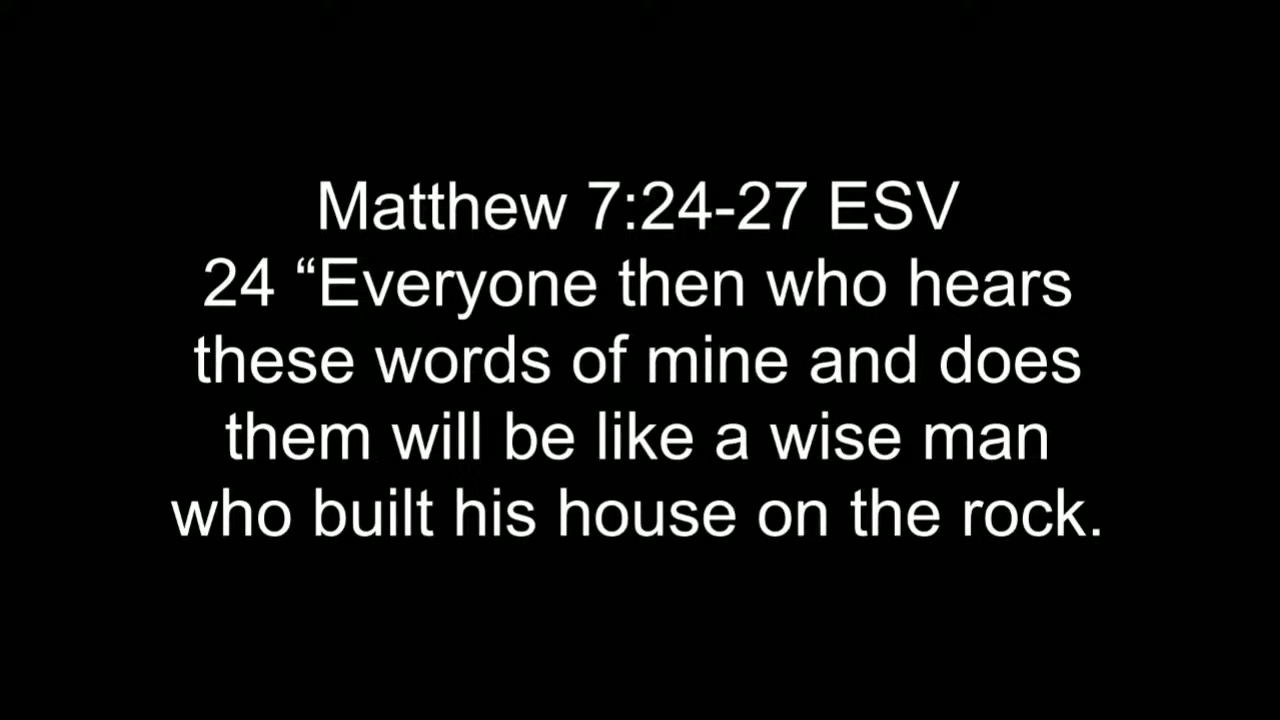 Matthew 7:24-27 ESV
24 “Everyone then who hears
these words of mine and does
them will be like a wise man
who built his house on the rock.